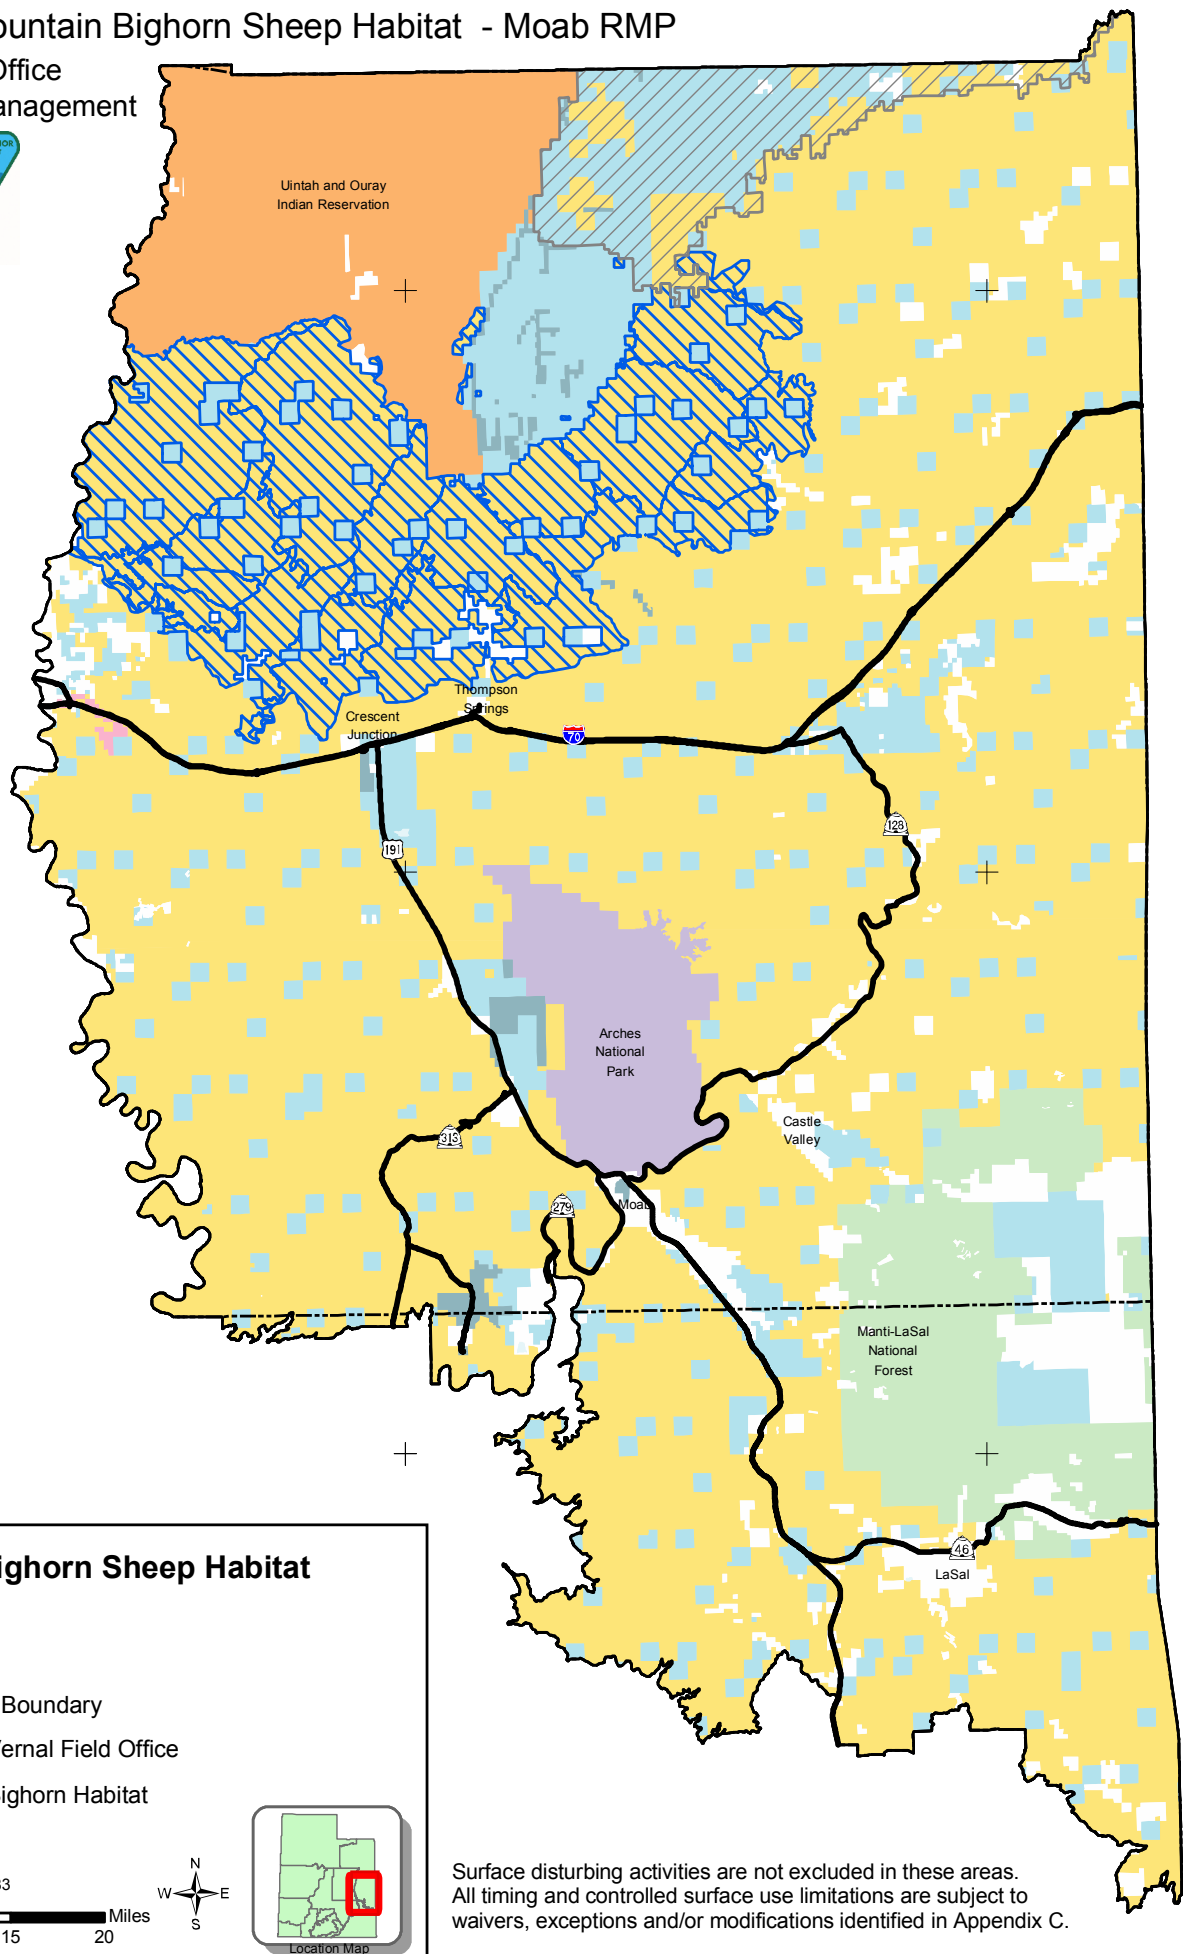 ountain Bighorn Sheep Habitat - Moab RMP
Office
anagement
Uintah and Ouray
Indian Reservation
Thompson
Springs
Crescent
Junction
70
128
191
Arches
National
Park
Castle
Valley
313
279
Moab
Manti-LaSal
National
Forest
46
LaSal
ighorn Sheep Habitat
Boundary
ernal Field Office
ighorn Habitat
N
W E
S
Miles
15 20
Location Map
Surface disturbing activities are not excluded in these areas.
All timing and controlled surface use limitations are subject to
waivers, exceptions and/or modifications identified in Appendix C.